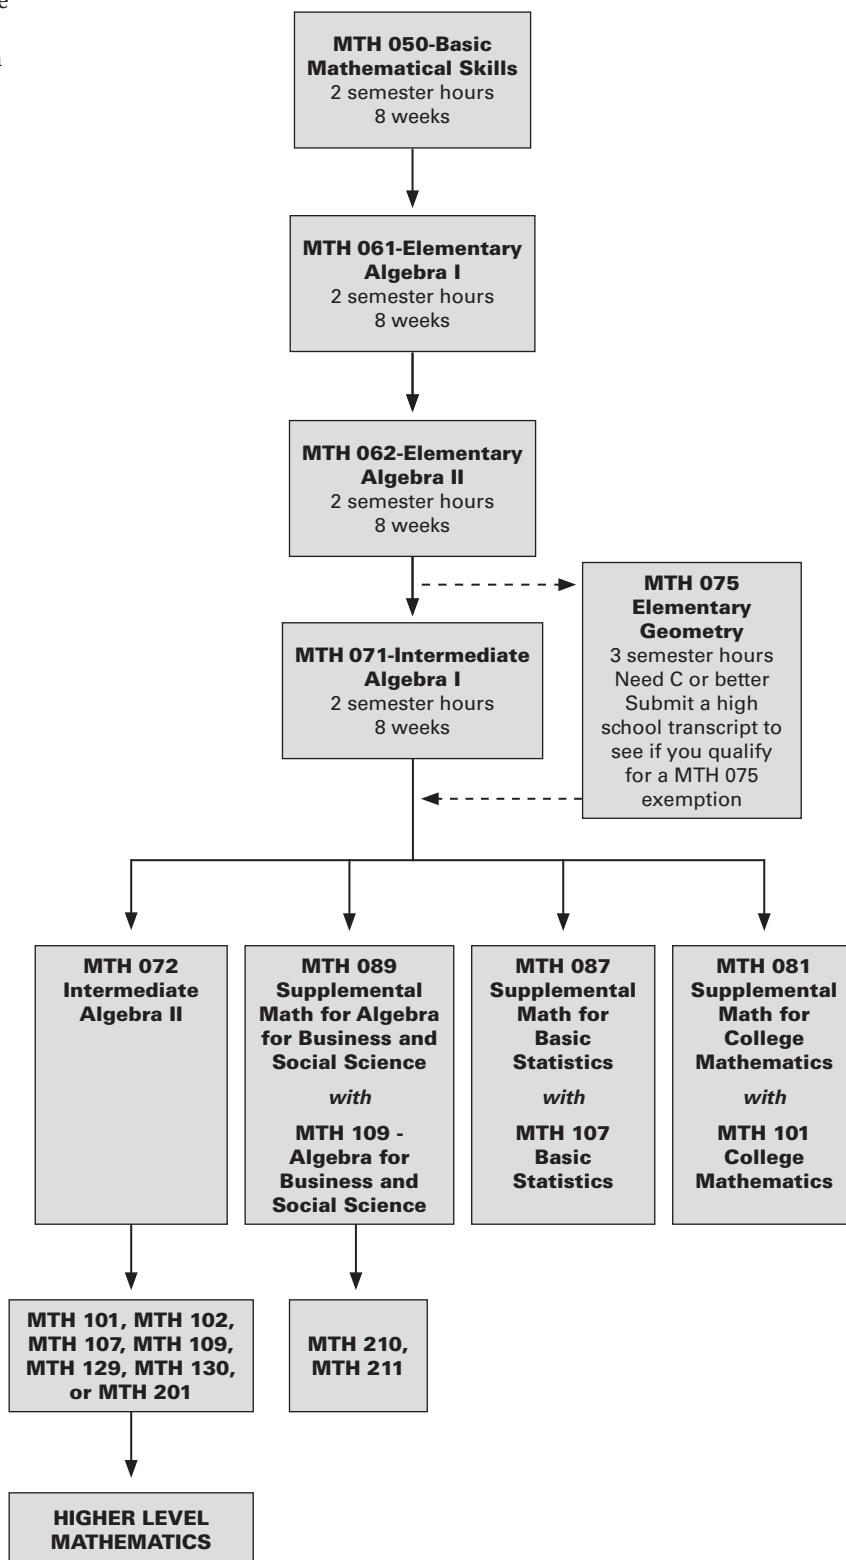 MTH 050-Basic
Mathematical Skills
2 semester hours
8 weeks
MTH 061-Elementary
Algebra I
2 semester hours
8 weeks
MTH 062-Elementary
Algebra II
2 semester hours
8 weeks
MTH 075
Elementary
Geometry
3 semester hours
Need C or better
Submit a high
school transcript to
see if you qualify
for a MTH 075
exemption
MTH 071-Intermediate
Algebra I
2 semester hours
8 weeks
MTH 072
Intermediate
Algebra II
MTH 089
Supplemental
Math for Algebra
for Business and
Social Science
with
MTH 109 -
Algebra for
Business and
Social Science
MTH 087
Supplemental
Math for
Basic
Statistics
with
MTH 107
Basic
Statistics
MTH 081
Supplemental
Math for
College
Mathematics
with
MTH 101
College
Mathematics
MTH 101, MTH 102,
MTH 107, MTH 109,
MTH 129, MTH 130,
or MTH 201
MTH 210,
MTH 211
HIGHER LEVEL
MATHEMATICS